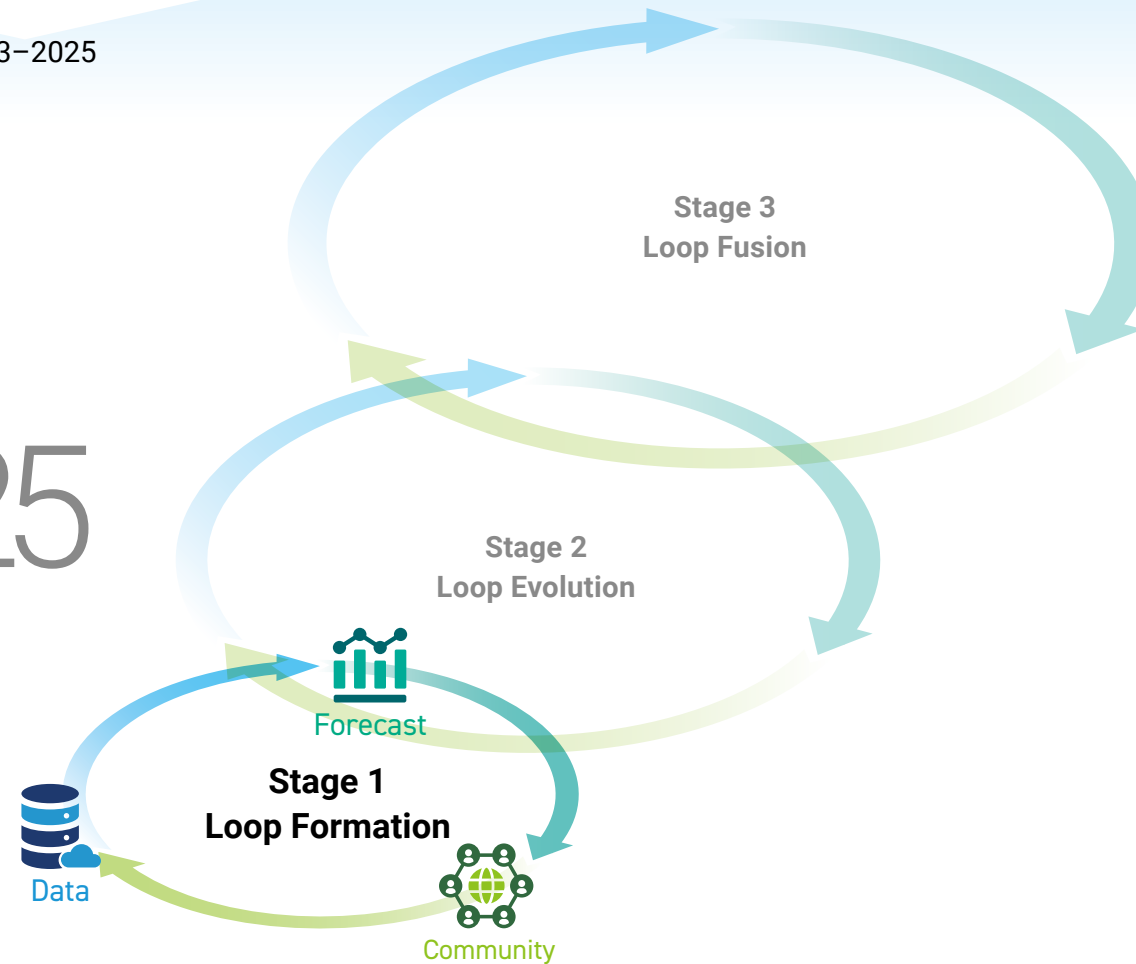 3–2025
Stage 3
Loop Fusion
25
Stage 2
Loop Evolution
Forecast
Stage 1
Loop Formation
Data
Community